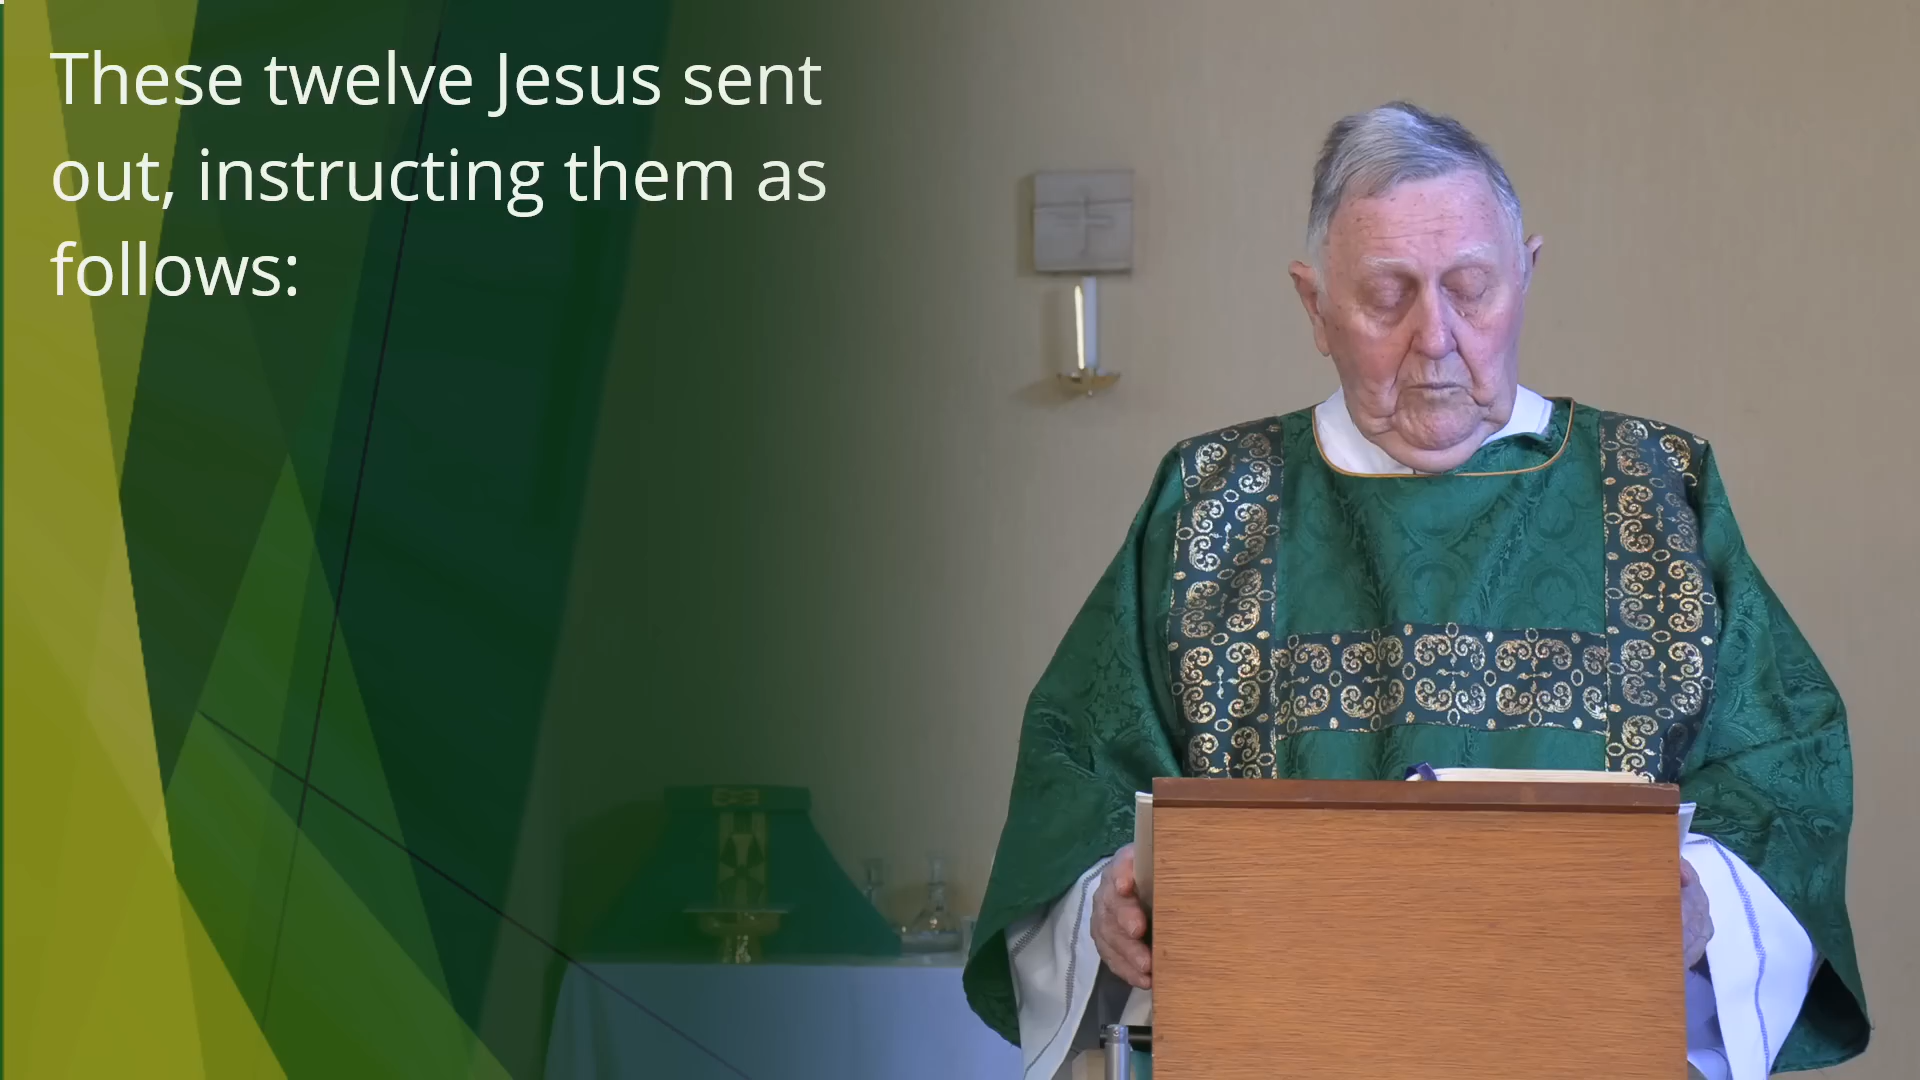 These twelve Jesus sent
out, instructing them as
follows: